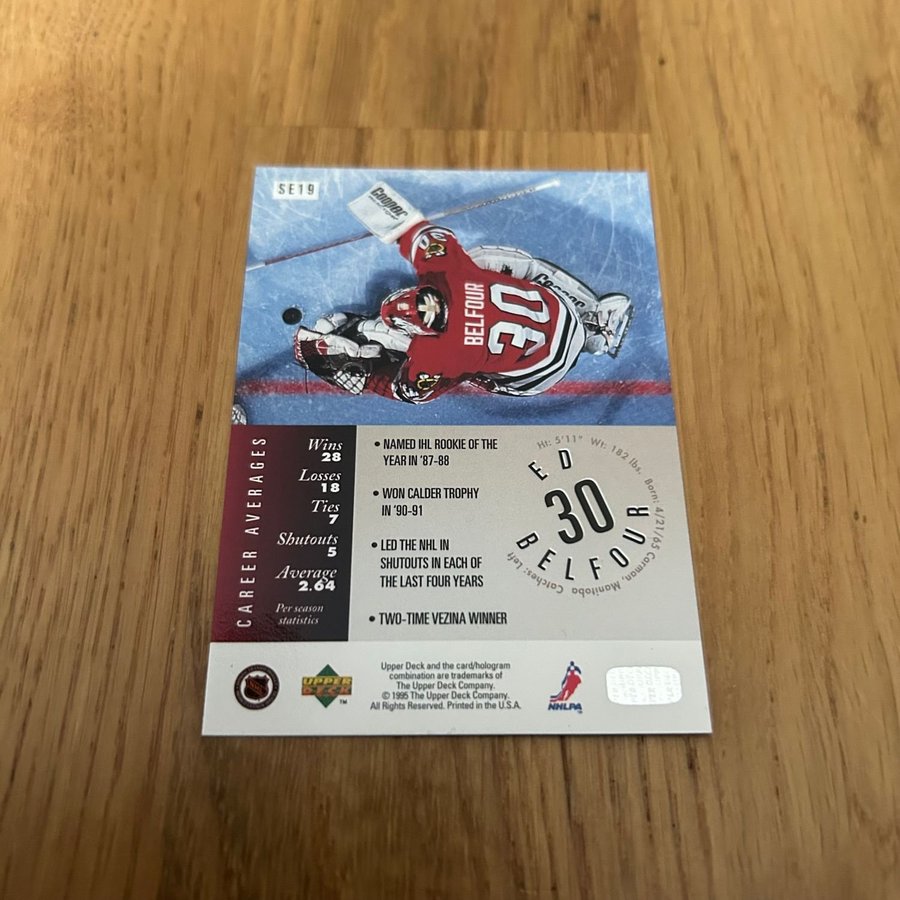 SE19
Cooper
Cooper
BELFOUR
30
CAREER AVERAGES
Wins
28
Losses
18
Ties
7
Shutouts
5
Average
2.64
Per season
statistics
• NAMED IHL ROOKIE OF THE
YEAR IN '87-88
• WON CALDER TROPHY
IN '90-91
• LED THE NHL IN
SHUTOUTS IN EACH OF
THE LAST FOUR YEARS
• TWO-TIME VEZINA WINNER
Ht: 5'11" Wt: 182 lbs. Born: 4/21/65 Carman, Manitoba Catches: Left
ED
30
BELFOUR
NHL
UPPER
DECK
TM
Upper Deck and the card/hologram
combination are trademarks of
The Upper Deck Company.
© 1995 The Upper Deck Company.
All Rights Reserved. Printed in the U.S.A.
NHLPA